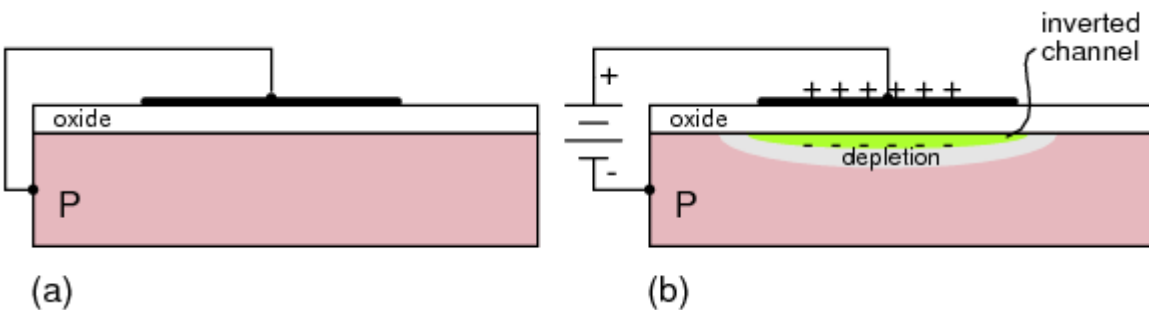 inverted
channel
+
+ + + + + +
oxide
oxide
- - - - - -
depletion
-
P
P
(a)
(b)